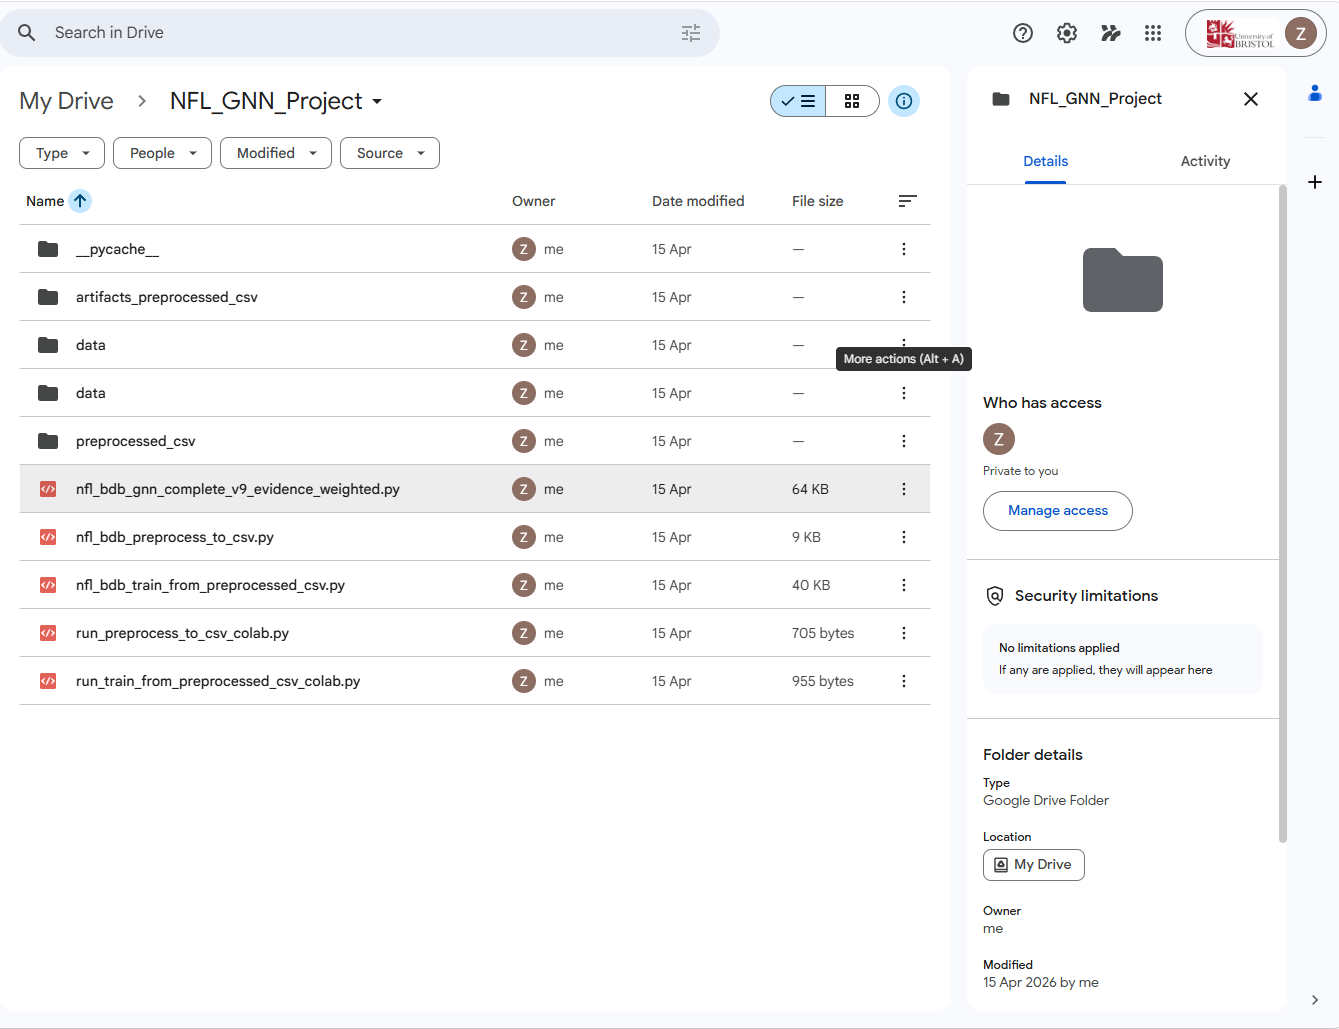 Search in Drive
University of
BRISTOL
Z
My Drive > NFL_GNN_Project
Type People Modified Source
Name Owner Date modified File size
__pycache__ Z me 15 Apr —
artifacts_preprocessed_csv Z me 15 Apr —
data Z me 15 Apr —
More actions (Alt + A)
data Z me 15 Apr —
preprocessed_csv Z me 15 Apr —
nfl_bdb_gnn_complete_v9_evidence_weighted.py Z me 15 Apr 64 KB
nfl_bdb_preprocess_to_csv.py Z me 15 Apr 9 KB
nfl_bdb_train_from_preprocessed_csv.py Z me 15 Apr 40 KB
run_preprocess_to_csv_colab.py Z me 15 Apr 705 bytes
run_train_from_preprocessed_csv_colab.py Z me 15 Apr 955 bytes
NFL_GNN_Project
Details Activity
Who has access
Z
Private to you
Manage access
Security limitations
No limitations applied
If any are applied, they will appear here
Folder details
Type
Google Drive Folder
Location
My Drive
Owner
me
Modified
15 Apr 2026 by me